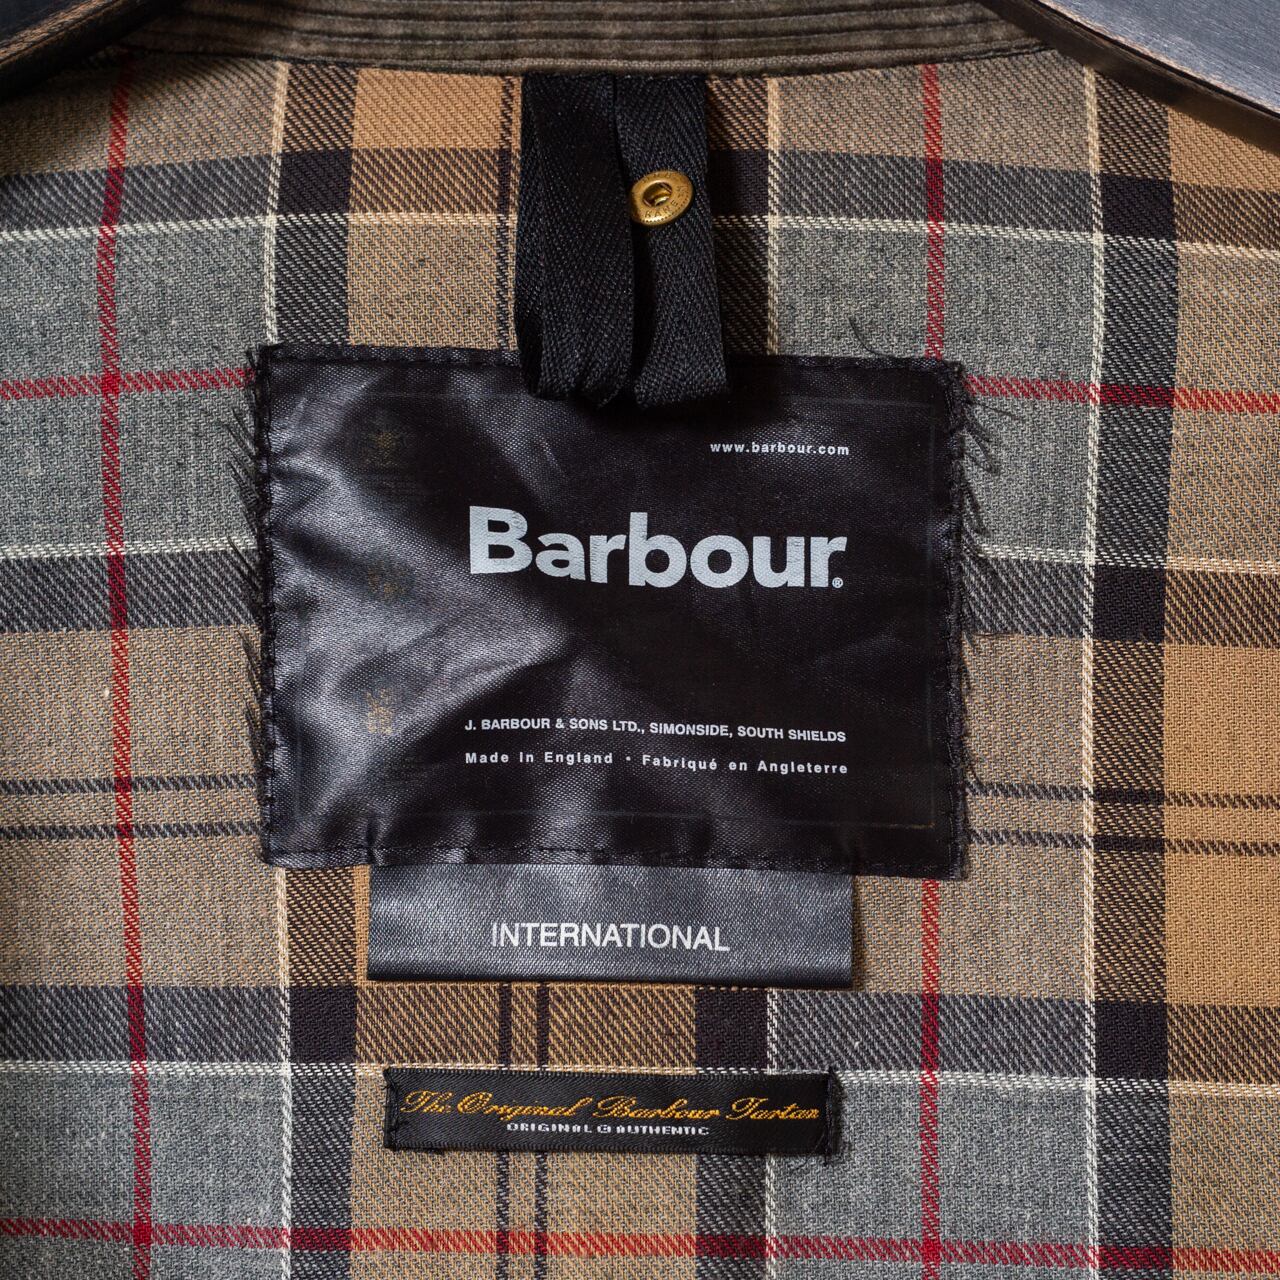 www.barbour.com
Barbour®
J. BARBOUR & SONS LTD., SIMONSIDE, SOUTH SHIELDS
Made in England • Fabriqué en Angleterre
INTERNATIONAL
The Original Barbour Tartan
ORIGINAL & AUTHENTIC